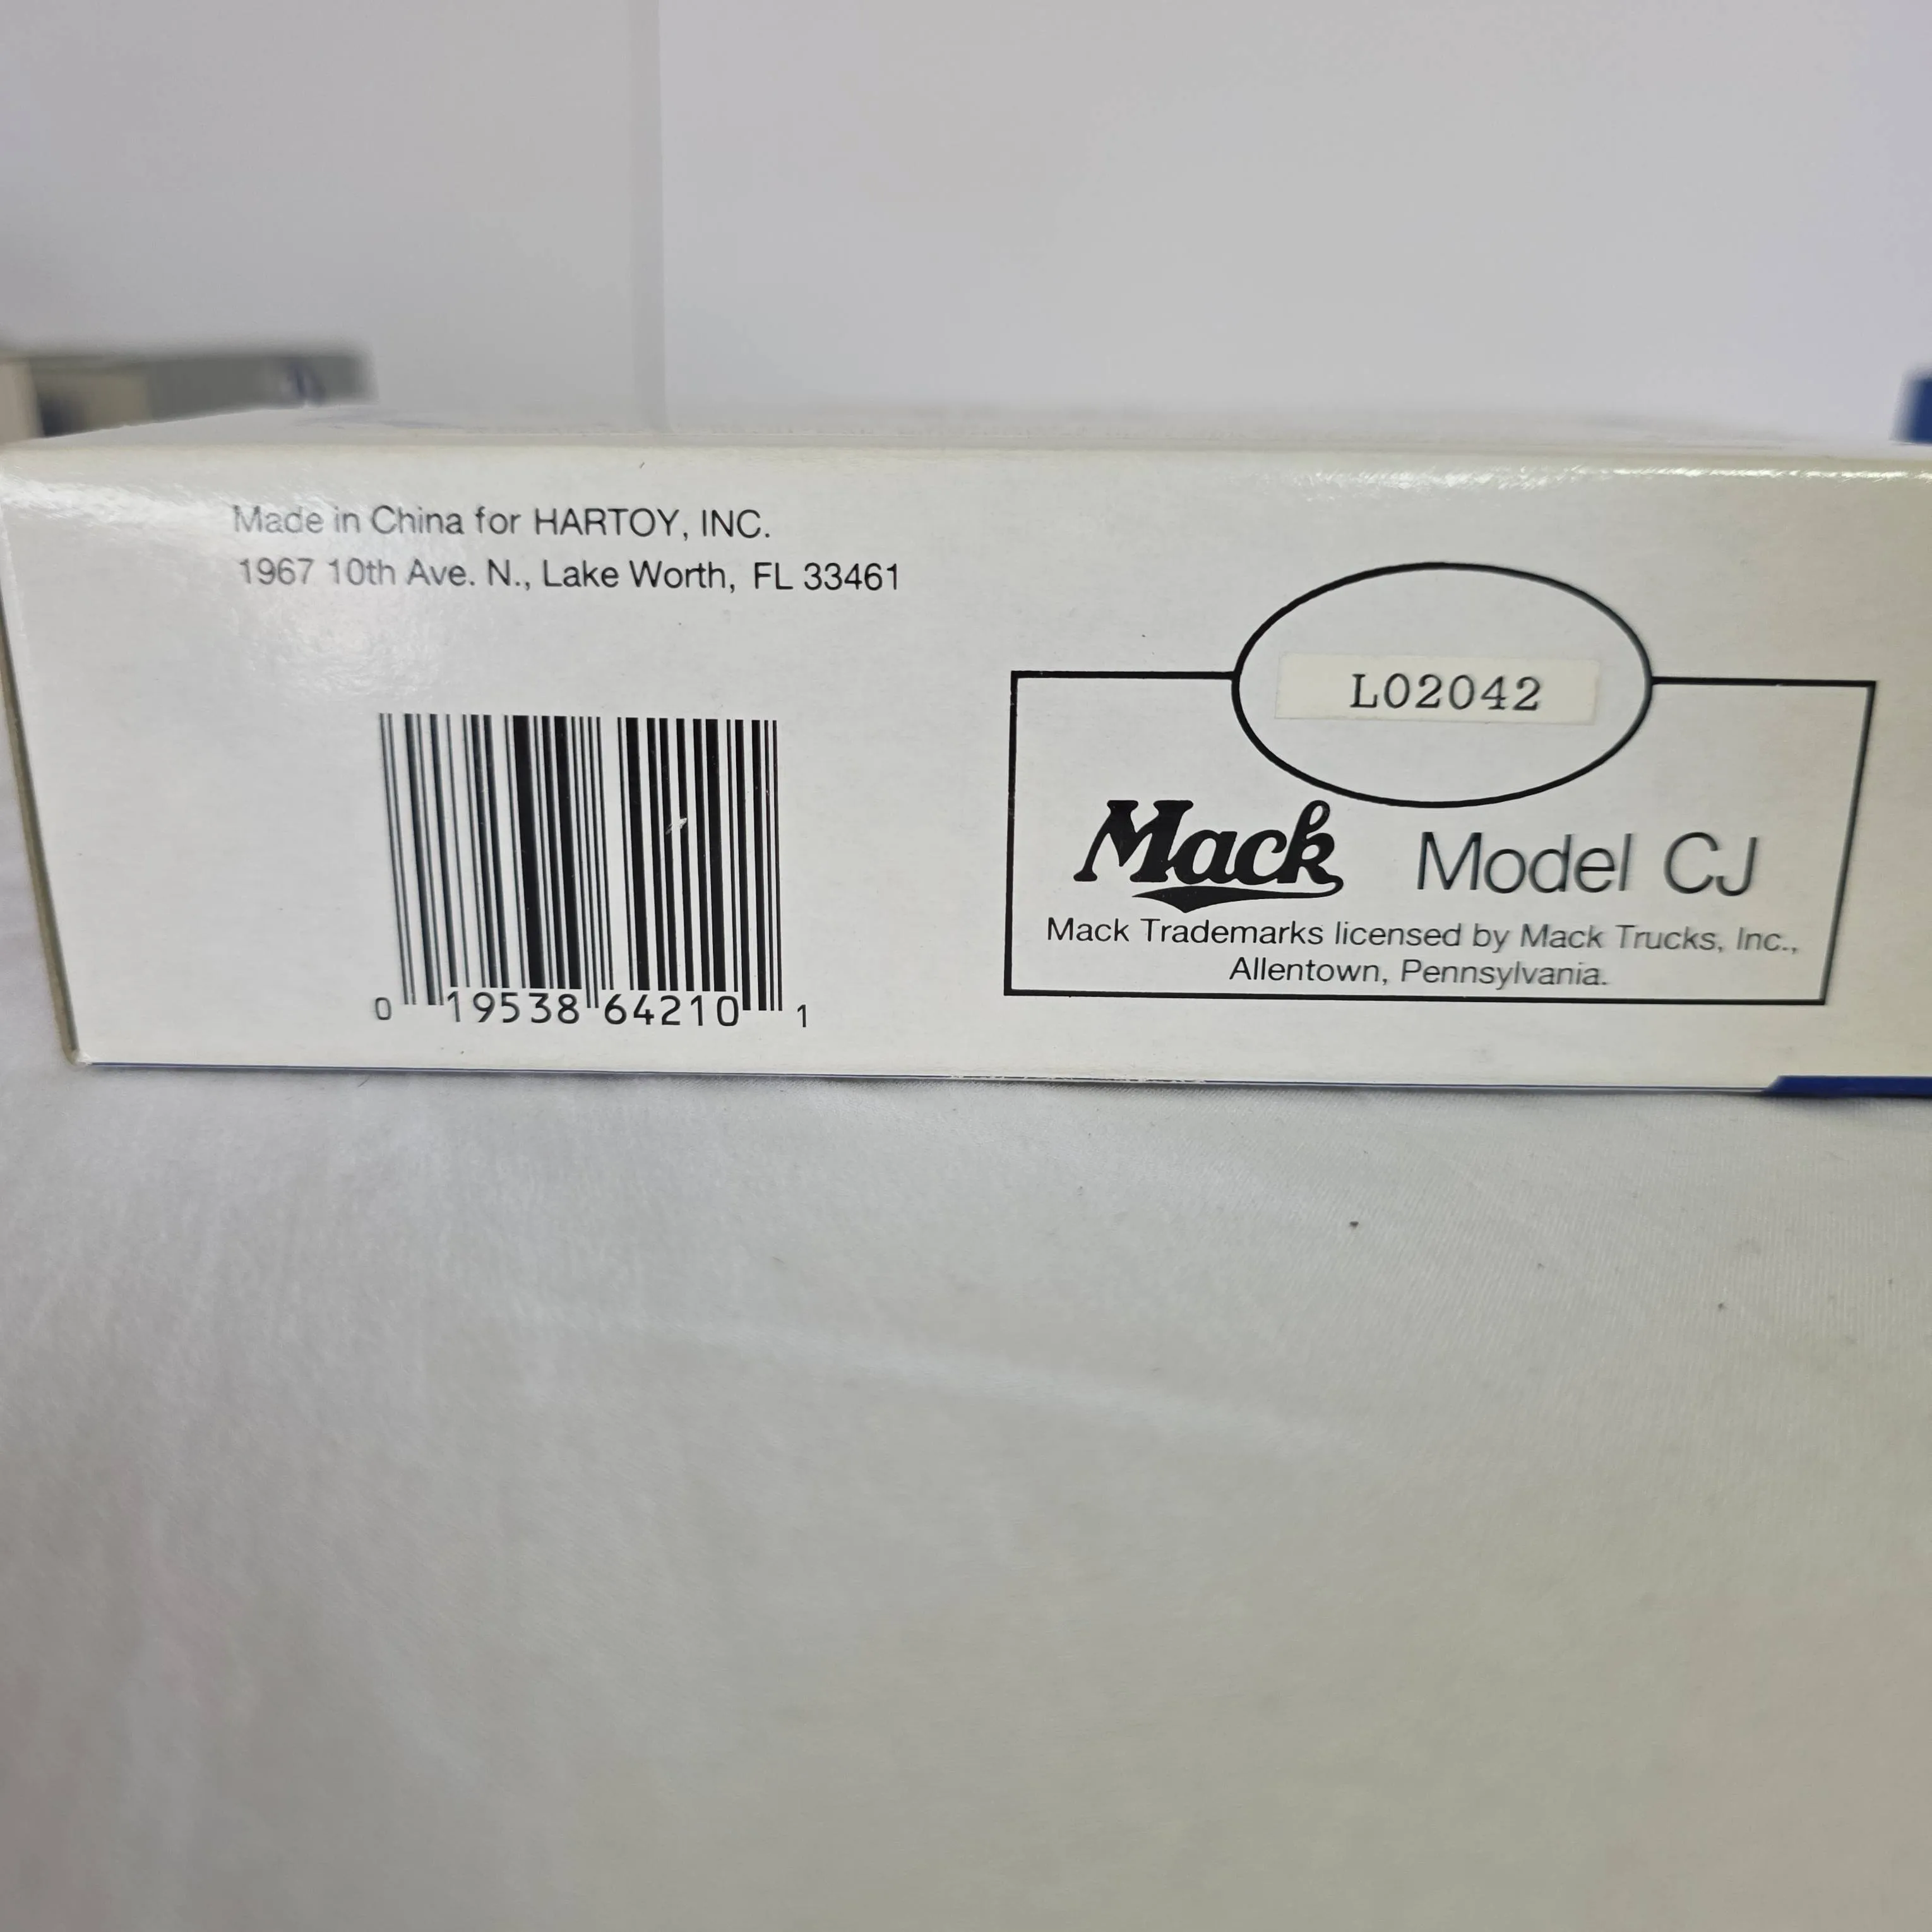 Made in China for HARTOY, INC.
1967 10th Ave. N., Lake Worth, FL 33461
0 19538 64210 1
L02042
Mack Model CJ
Mack Trademarks licensed by Mack Trucks, Inc.,
Allentown, Pennsylvania.